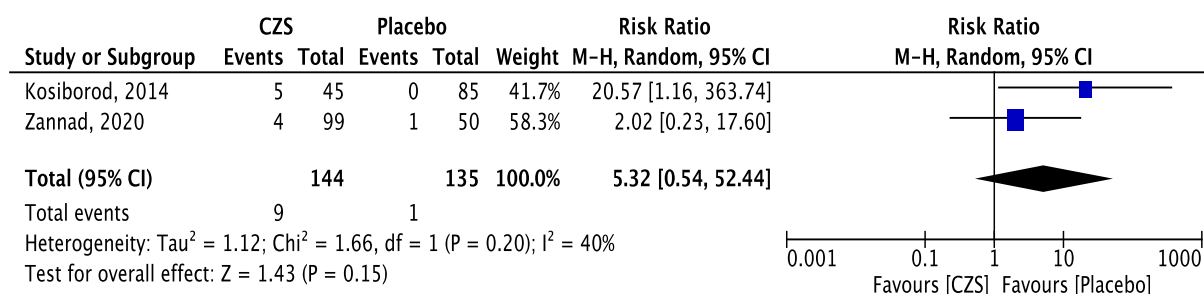 CZS Placebo Risk Ratio Risk Ratio
Study or Subgroup Events Total Events Total Weight M-H, Random, 95% CI M-H, Random, 95% CI
Kosiborod, 2014 5 45 0 85 41.7% 20.57 [1.16, 363.74]
Zannad, 2020 4 99 1 50 58.3% 2.02 [0.23, 17.60]
Total (95% CI) 144 135 100.0% 5.32 [0.54, 52.44]
Total events 9 1
Heterogeneity: Tau² = 1.12; Chi² = 1.66, df = 1 (P = 0.20); I² = 40%
Test for overall effect: Z = 1.43 (P = 0.15)
0.001 0.1 1 10 1000
Favours [CZS] Favours [Placebo]